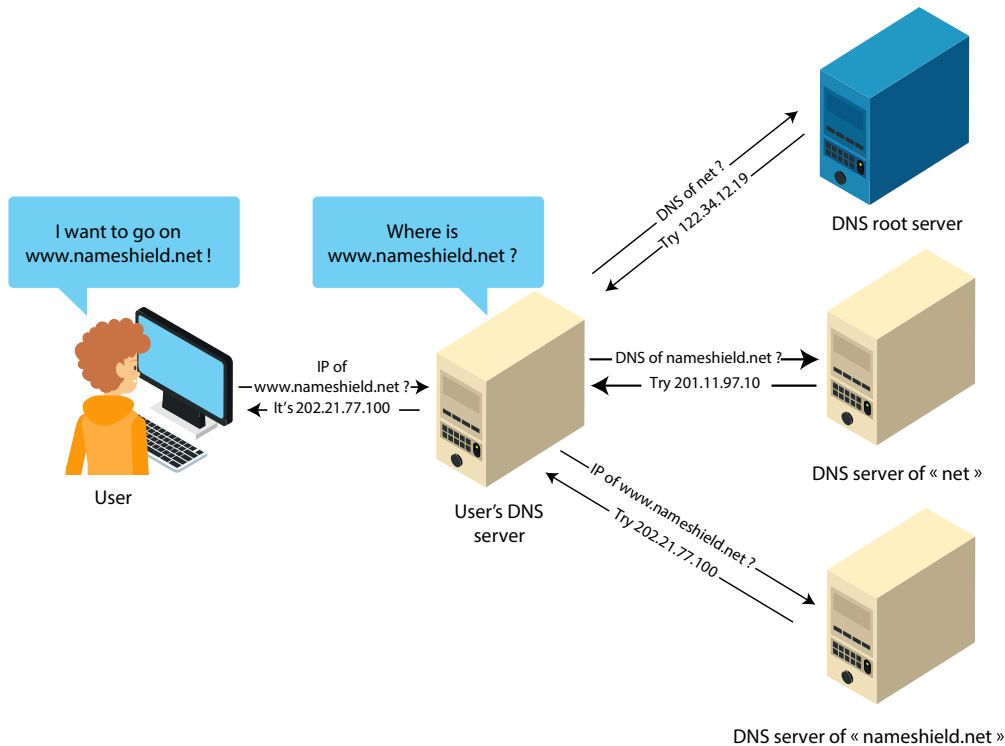 I want to go on
www.nameshield.net !
Where is
www.nameshield.net ?
DNS of net ?
Try 122.34.12.19
DNS root server
IP of
www.nameshield.net ?
It's 202.21.77.100
DNS of nameshield.net ?
Try 201.11.97.10
DNS server of « net »
User
User's DNS
server
IP of www.nameshield.net ?
Try 202.21.77.100
DNS server of « nameshield.net »